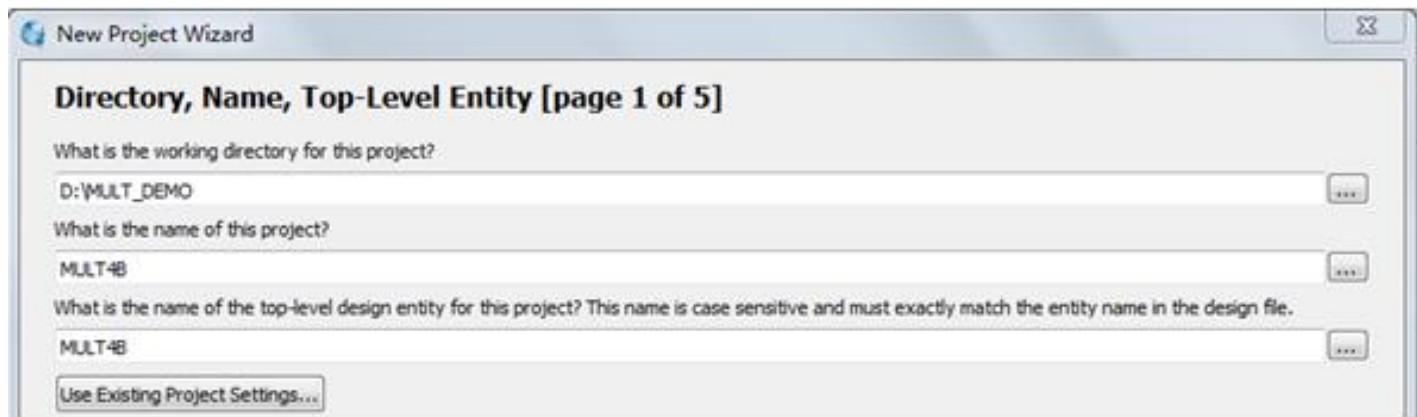 New Project Wizard
Directory, Name, Top-Level Entity [page 1 of 5]
What is the working directory for this project?
D:\MULT_DEMO
...
What is the name of this project?
MULT4B
...
What is the name of the top-level design entity for this project? This name is case sensitive and must exactly match the entity name in the design file.
MULT4B
...
Use Existing Project Settings...